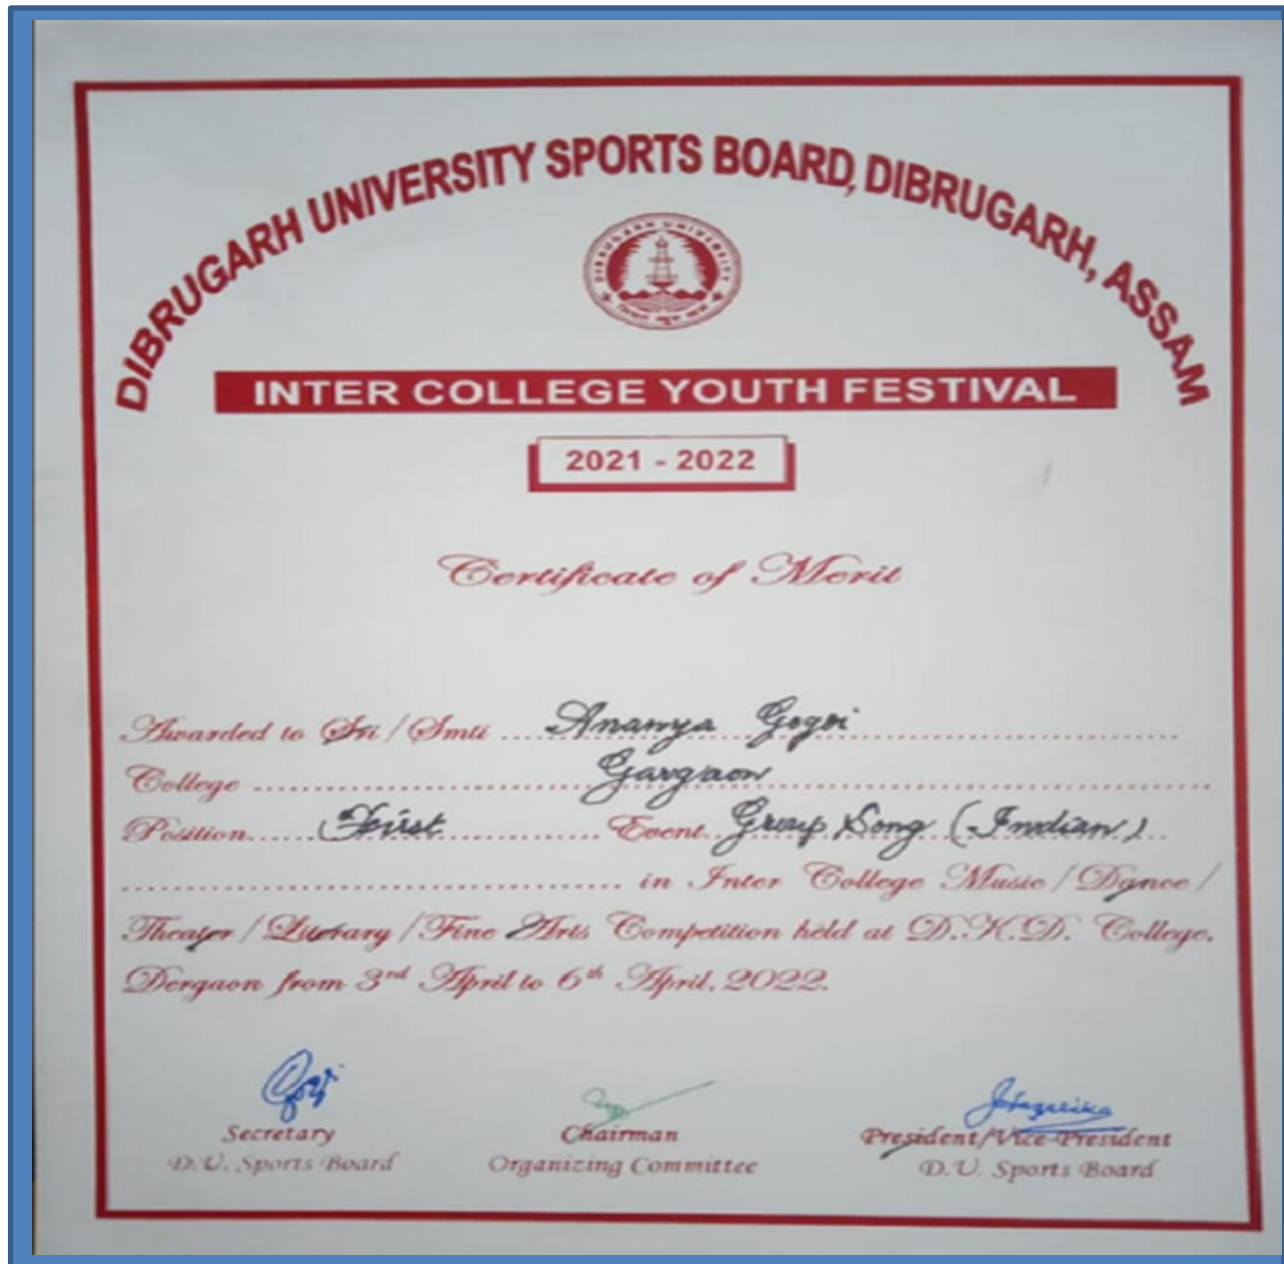 DIBRUGARH UNIVERSITY SPORTS BOARD, DIBRUGARH, ASSAM
DIBRUGARH UNIVERSITY
INTER COLLEGE YOUTH FESTIVAL
2021 - 2022
Certificate of Merit
Awarded to Sri / Smti ..... Ananya Gogoi
College ..... Gargaon
Position..... First ..... Event.. Group Song (Indian)
..... in Inter College Music / Dance /
Theater / Literary / Fine Arts Competition held at D.K.D. College,
Dergaon from 3rd April to 6th April, 2022.
Secretary
D.U. Sports Board
Chairman
Organizing Committee
President/Vice-President
D.U. Sports Board